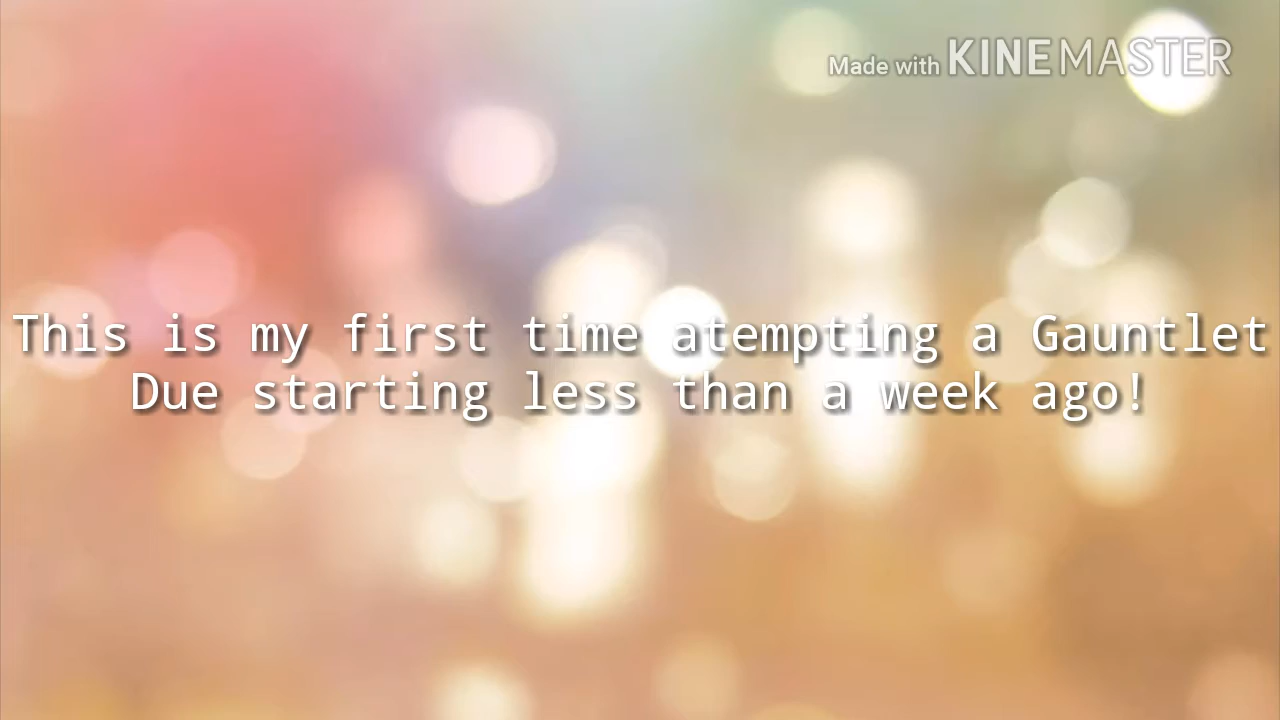 Made with KINEMASTER
This is my first time atempting a Gauntlet
Due starting less than a week ago!